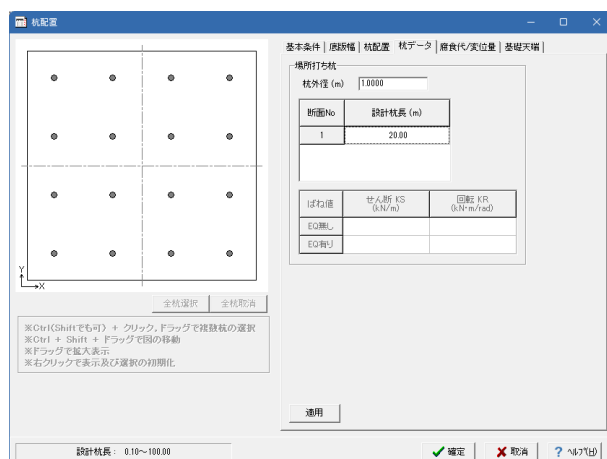 杭配置
基本条件 底版幅 杭配置 杭データ 腐食代/変位量 基礎天端
場所打ち杭
杭外径 (m) 1.0000
断面No 設計杭長 (m)
1 20.00
ばね値 せん断 KS (kN/m) 回転 KR (kN・m/rad)
EQ無し
EQ有り
Y
X
全杭選択 全杭取消
※Ctrl(Shiftでも可) + クリック,ドラッグで複数杭の選択
※Ctrl + Shift + ドラッグで図の移動
※ドラッグで拡大表示
※右クリックで表示及び選択の初期化
適用
設計杭長: 0.10~100.00
確定 取消 ヘルプ(H)